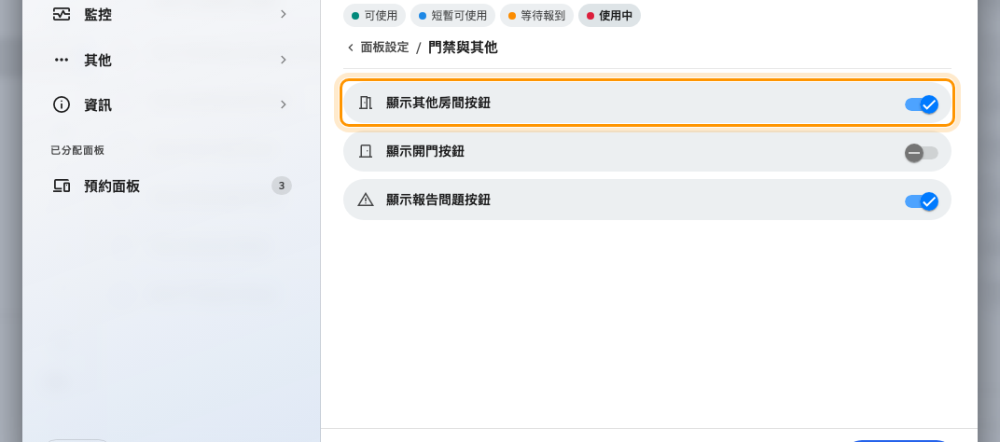 監控
其他
資訊
已分配面板
預約面板
3
可使用
短暫可使用
等待報到
使用中
面板設定 / 門禁與其他
顯示其他房間按鈕
顯示開門按鈕
顯示報告問題按鈕